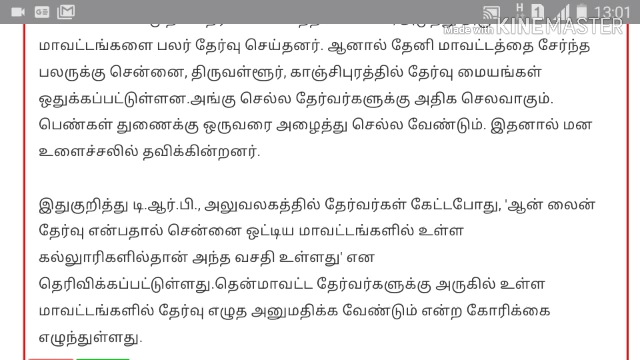 13:01
Made with KINEMASTER
மாவட்டங்களை பலர் தேர்வு செய்தனர். ஆனால் தேனி மாவட்டத்தை சேர்ந்த
பலருக்கு சென்னை, திருவள்ளூர், காஞ்சிபுரத்தில் தேர்வு மையங்கள்
ஒதுக்கப்பட்டுள்ளன.அங்கு செல்ல தேர்வர்களுக்கு அதிக செலவாகும்.
பெண்கள் துணைக்கு ஒருவரை அழைத்து செல்ல வேண்டும். இதனால் மன
உளைச்சலில் தவிக்கின்றனர்.
இதுகுறித்து டி.ஆர்.பி., அலுவலகத்தில் தேர்வர்கள் கேட்டபோது, 'ஆன் லைன்
தேர்வு என்பதால் சென்னை ஒட்டிய மாவட்டங்களில் உள்ள
கல்லுாரிகளில்தான் அந்த வசதி உள்ளது' என
தெரிவிக்கப்பட்டுள்ளது.தென்மாவட்ட தேர்வர்களுக்கு அருகில் உள்ள
மாவட்டங்களில் தேர்வு எழுத அனுமதிக்க வேண்டும் என்ற கோரிக்கை
எழுந்துள்ளது.